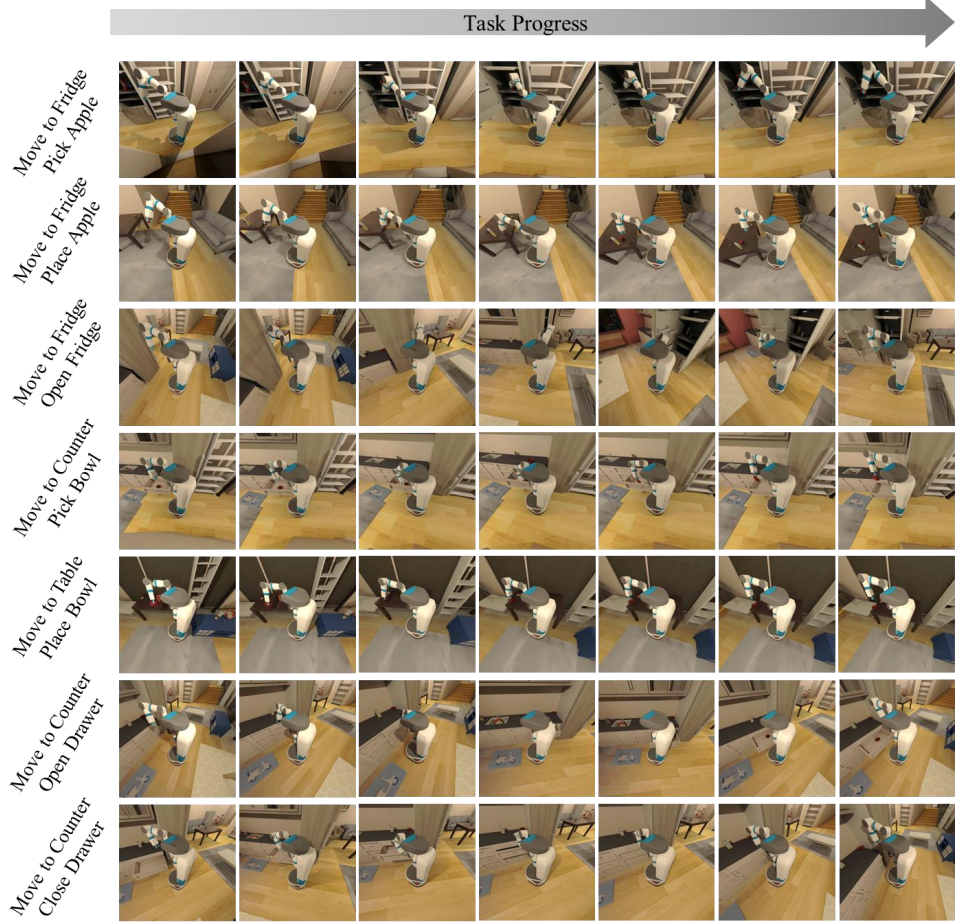 Task Progress
Move to Fridge
Pick Apple
Move to Fridge
Place Apple
Move to Fridge
Open Fridge
Move to Counter
Pick Bowl
Move to Table
Place Bowl
Move to Counter
Open Drawer
Move to Counter
Close Drawer